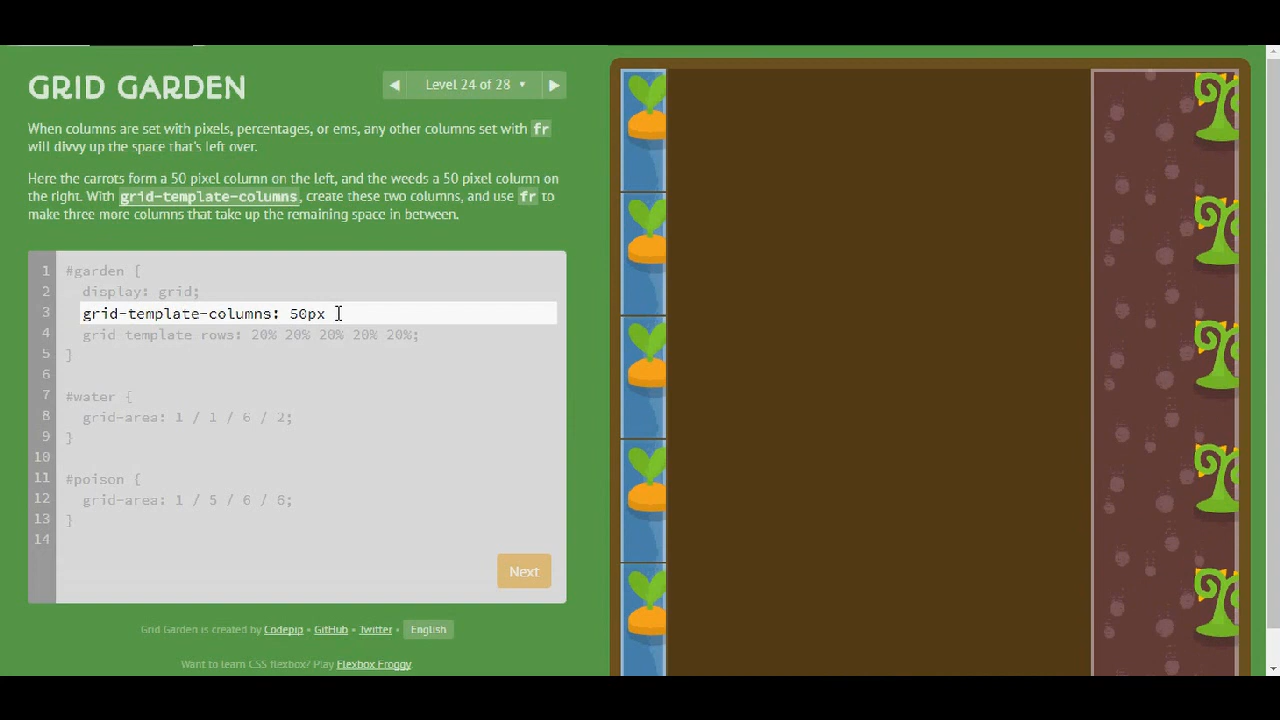 GRID GARDEN
◀ Level 24 of 28 ▾ ▶
When columns are set with pixels, percentages, or ems, any other columns set with fr
will divvy up the space that's left over.
Here the carrots form a 50 pixel column on the left, and the weeds a 50 pixel column on
the right. With grid-template-columns, create these two columns, and use fr to
make three more columns that take up the remaining space in between.
1 #garden {
2 display: grid;
3 grid-template-columns: 50px
4 grid-template-rows: 20% 20% 20% 20% 20%;
5 }
6
7 #water {
8 grid-area: 1 / 1 / 6 / 2;
9 }
10
11 #poison {
12 grid-area: 1 / 5 / 6 / 6;
13 }
14
Next
Grid Garden is created by Codepip • GitHub • Twitter • English
Want to learn CSS flexbox? Play Flexbox Froggy.